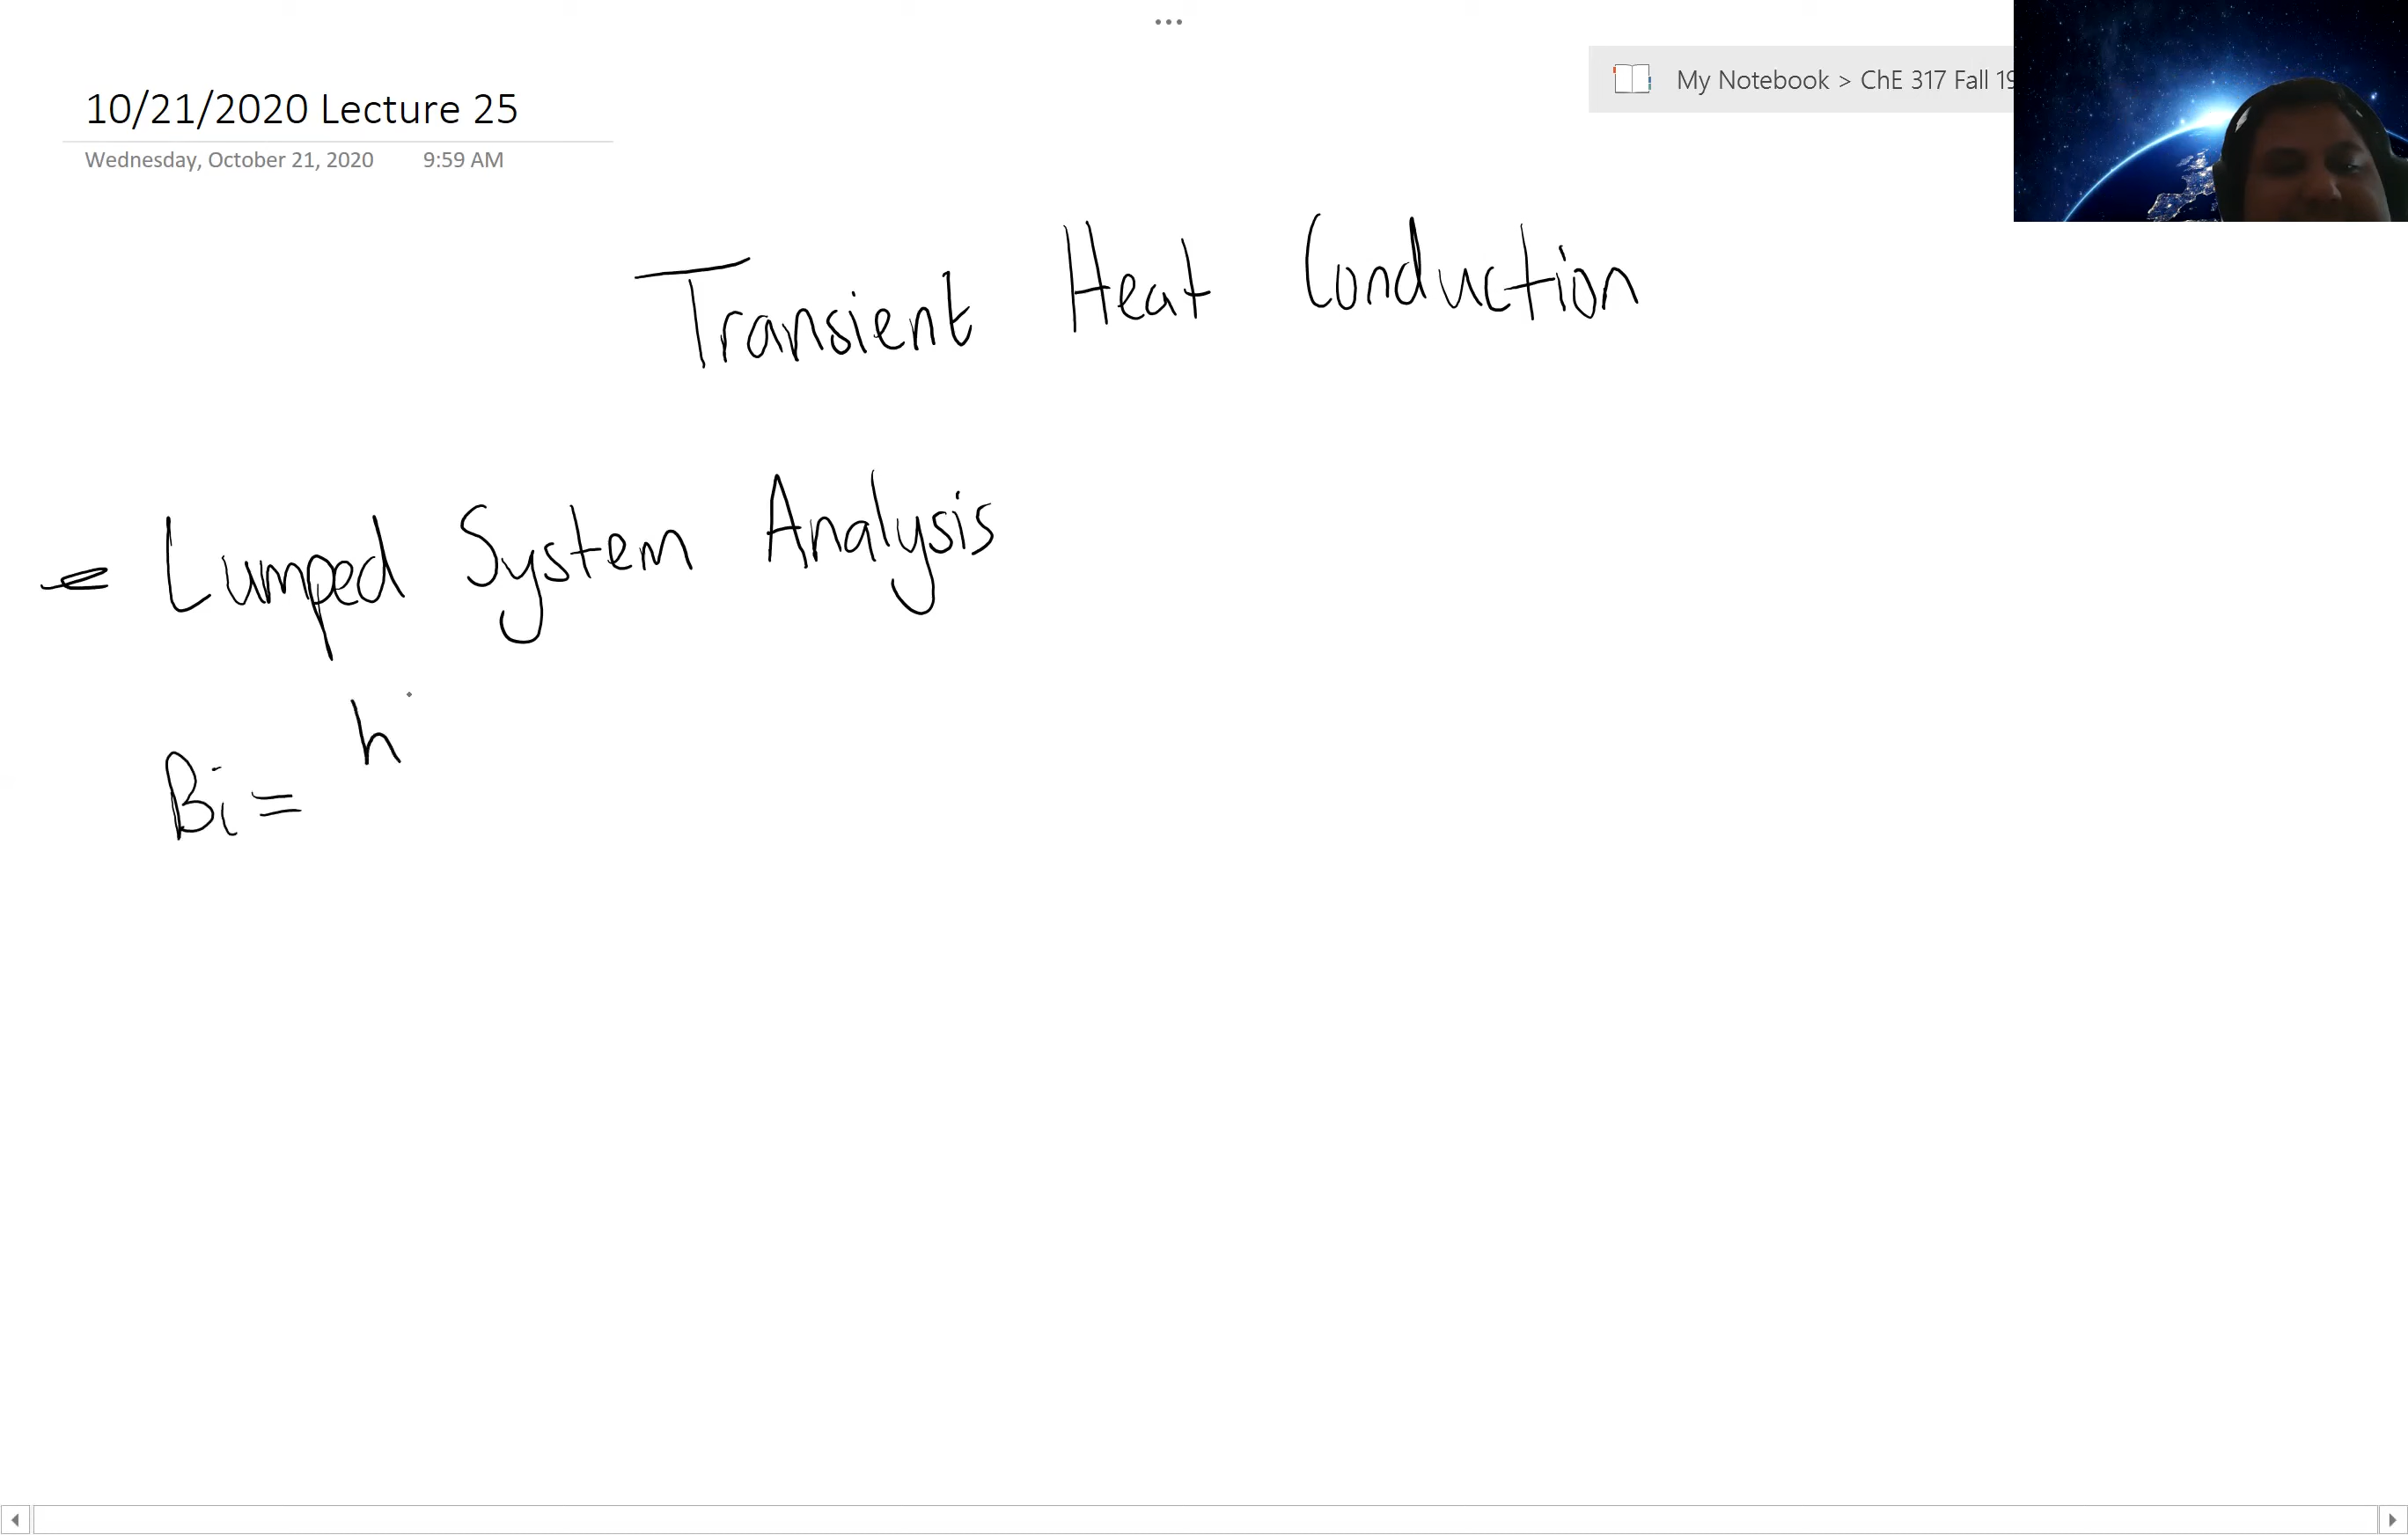 My Notebook > ChE 317 Fall 19
10/21/2020 Lecture 25
Wednesday, October 21, 2020 9:59 AM
Transient Heat Conduction
Lumped System Analysis
h
Bi =